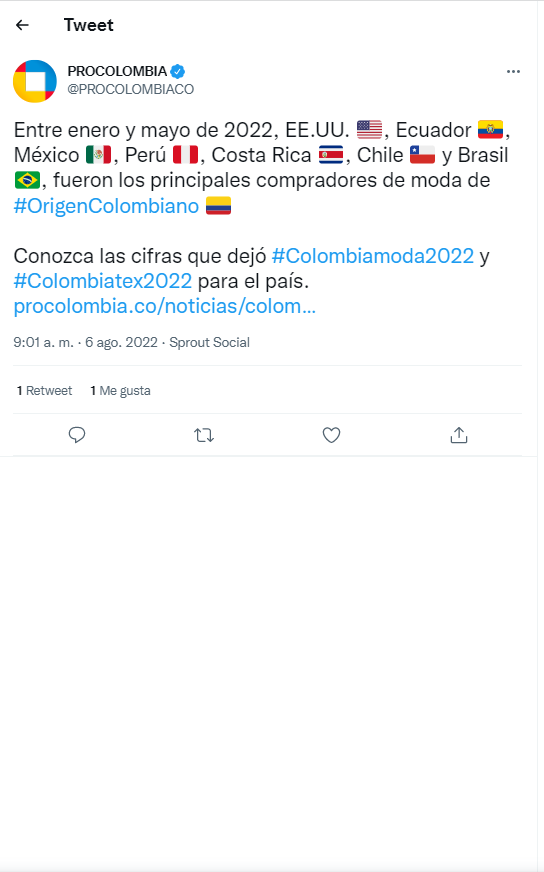 Tweet
PROCOLOMBIA
@PROCOLOMBIACO
Entre enero y mayo de 2022, EE.UU. 🇺🇸, Ecuador 🇪🇨,
México 🇲🇽, Perú 🇵🇪, Costa Rica 🇨🇷, Chile 🇨🇱 y Brasil
🇧🇷, fueron los principales compradores de moda de
#OrigenColombiano 🇨🇴
Conozca las cifras que dejó #Colombiamoda2022 y
#Colombiatex2022 para el país.
procolombia.co/noticias/colom...
9:01 a. m. · 6 ago. 2022 · Sprout Social
1 Retweet 1 Me gusta